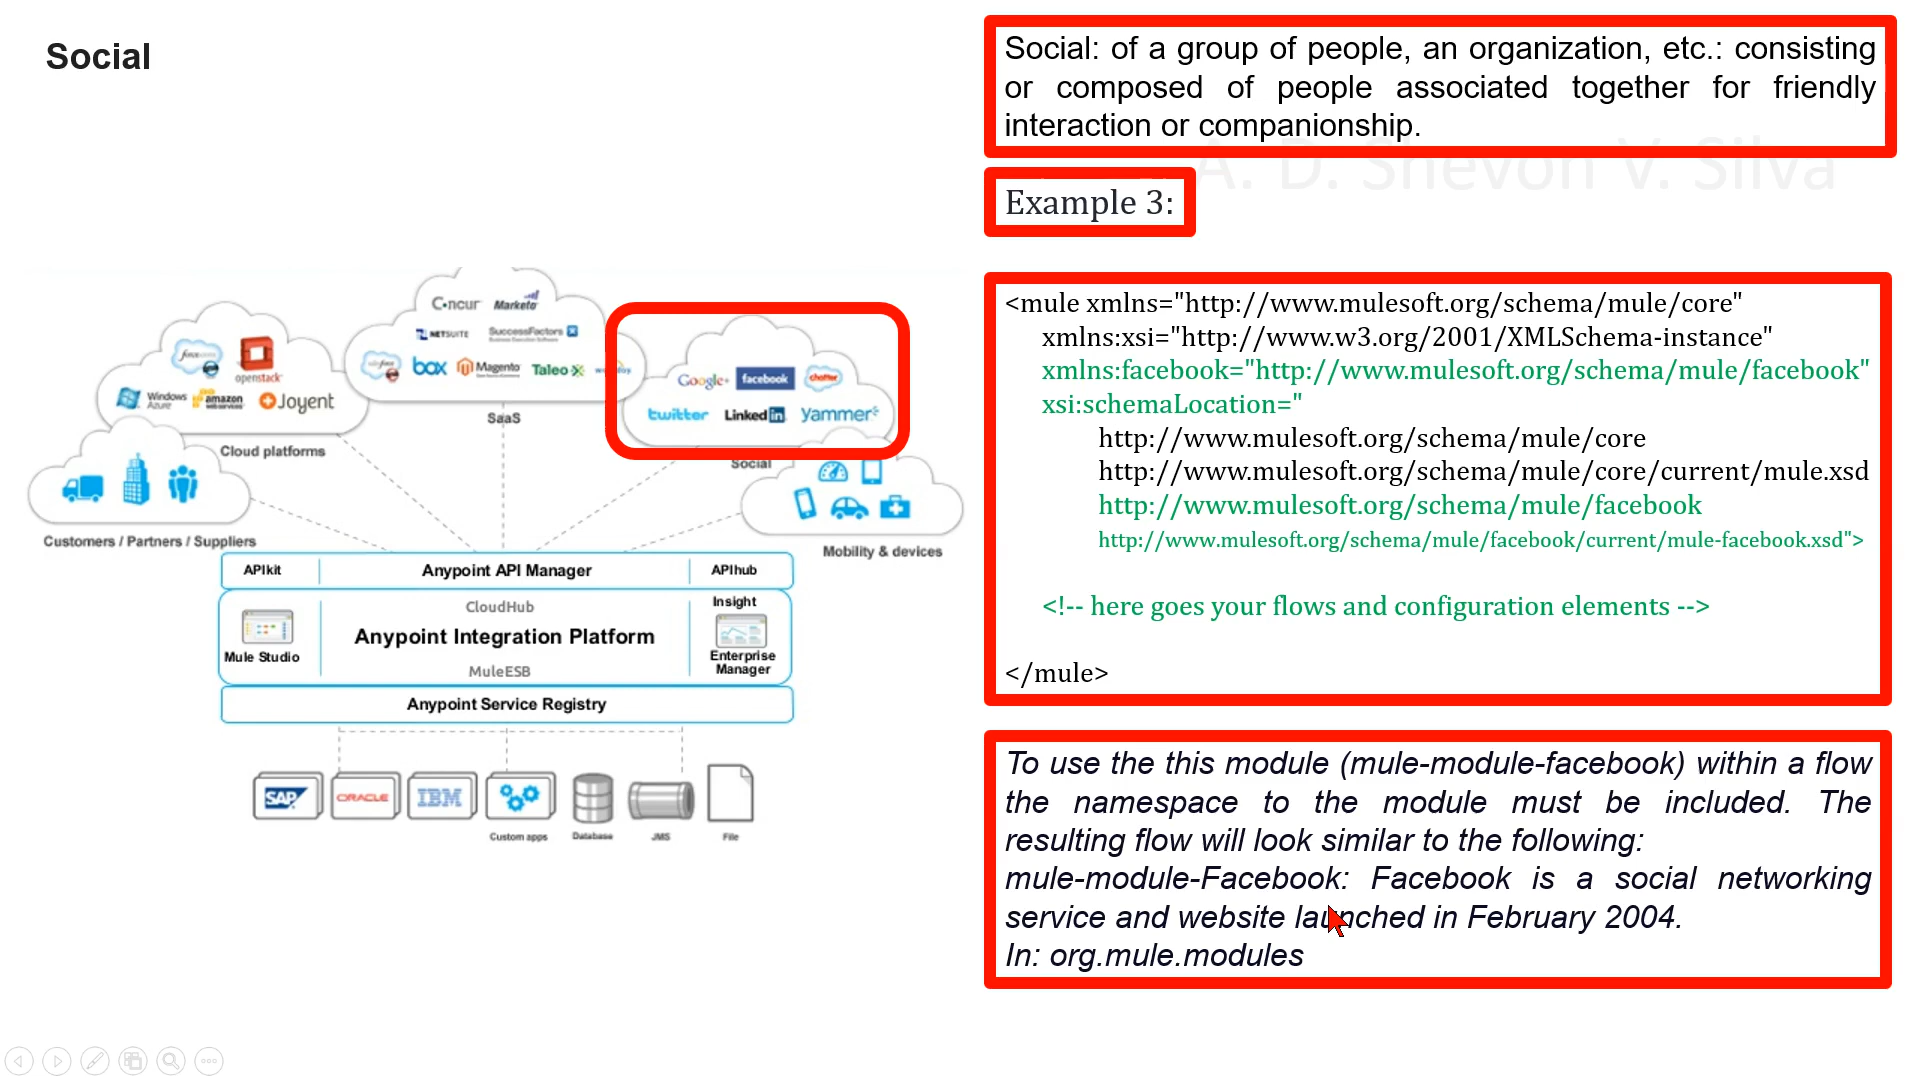 Social
Social: of a group of people, an organization, etc.: consisting
or composed of people associated together for friendly
interaction or companionship.
A. D. Shevon V. Silva
Example 3:
<mule xmlns="http://www.mulesoft.org/schema/mule/core"
xmlns:xsi="http://www.w3.org/2001/XMLSchema-instance"
xmlns:facebook="http://www.mulesoft.org/schema/mule/facebook"
xsi:schemaLocation="
http://www.mulesoft.org/schema/mule/core
http://www.mulesoft.org/schema/mule/core/current/mule.xsd
http://www.mulesoft.org/schema/mule/facebook
http://www.mulesoft.org/schema/mule/facebook/current/mule-facebook.xsd">
<!-- here goes your flows and configuration elements -->
</mule>
To use the this module (mule-module-facebook) within a flow
the namespace to the module must be included. The
resulting flow will look similar to the following:
mule-module-Facebook: Facebook is a social networking
service and website launched in February 2004.
In: org.mule.modules
Concur Marketo
NETSUITE SuccessFactors
box Magento Taleo
openstack
Windows Azure amazon webservices Joyent
Google+ facebook chatter
twitter Linked in yammer
Cloud platforms
SaaS
Social
Customers / Partners / Suppliers
Mobility & devices
APIkit Anypoint API Manager APIhub
CloudHub
Insight
Anypoint Integration Platform
Mule Studio
Enterprise
Manager
MuleESB
Anypoint Service Registry
SAP ORACLE IBM
Custom apps Database JMS File